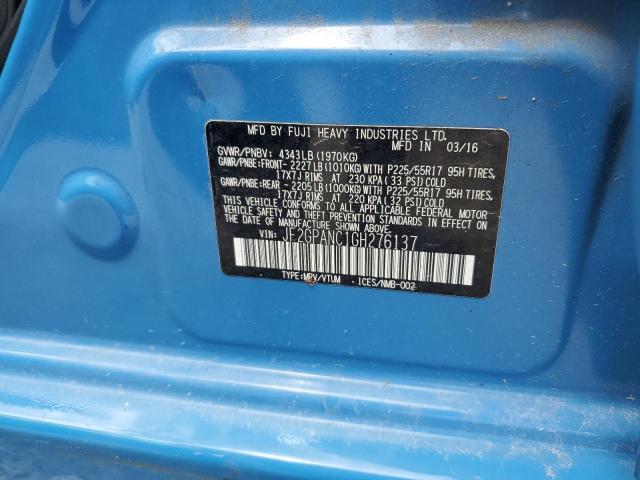 MFD BY FUJI HEAVY INDUSTRIES LTD.
MFD IN 03/16
GVWR/PNBV: 4343LB(1970KG)
GAWR/PNBE:FRONT- 2227LB(1010KG)WITH P225/55R17 95H TIRES,
17X7J RIMS AT 230 KPA(33 PSI)COLD
GAWR/PNBE:REAR - 2205LB(1000KG)WITH P225/55R17 95H TIRES,
17X7J RIMS AT 220 KPA(32 PSI)COLD
THIS VEHICLE CONFORMS TO ALL APPLICABLE FEDERAL MOTOR
VEHICLE SAFETY AND THEFT PREVENTION STANDARDS IN EFFECT ON THE
DATE OF MANUFACTURE SHOWN ABOVE.
VIN: JF2GPANC1GH276137
TYPE:MPV/VTUM ICES/NMB-002